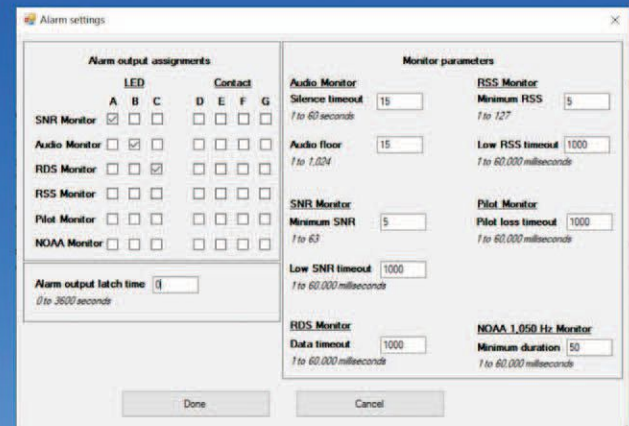 Alarm settings
Alarm output assignments
LED Contact
A B C D E F G
SNR Monitor
Audio Monitor
RDS Monitor
RSS Monitor
Pilot Monitor
NOAA Monitor
Alarm output latch time 0
0 to 3600 seconds
Monitor parameters
Audio Monitor
Silence timeout 15
1 to 60 seconds
Audio floor 15
1 to 1,024
SNR Monitor
Minimum SNR 5
1 to 63
Low SNR timeout 1000
1 to 60.000 milliseconds
RDS Monitor
Data timeout 1000
1 to 60.000 milliseconds
RSS Monitor
Minimum RSS 5
1 to 127
Low RSS timeout 1000
1 to 60.000 milliseconds
Pilot Monitor
Pilot loss timeout 1000
1 to 60.000 milliseconds
NOAA 1,050 Hz Monitor
Minimum duration 50
1 to 60.000 milliseconds
Done Cancel